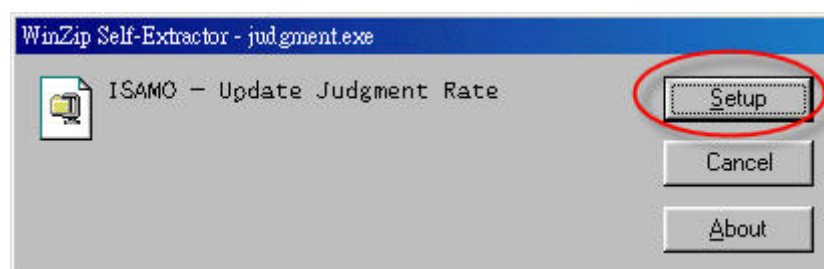 WinZip Self-Extractor - judgment.exe
ISAMO - Update Judgment Rate
Setup
Cancel
About